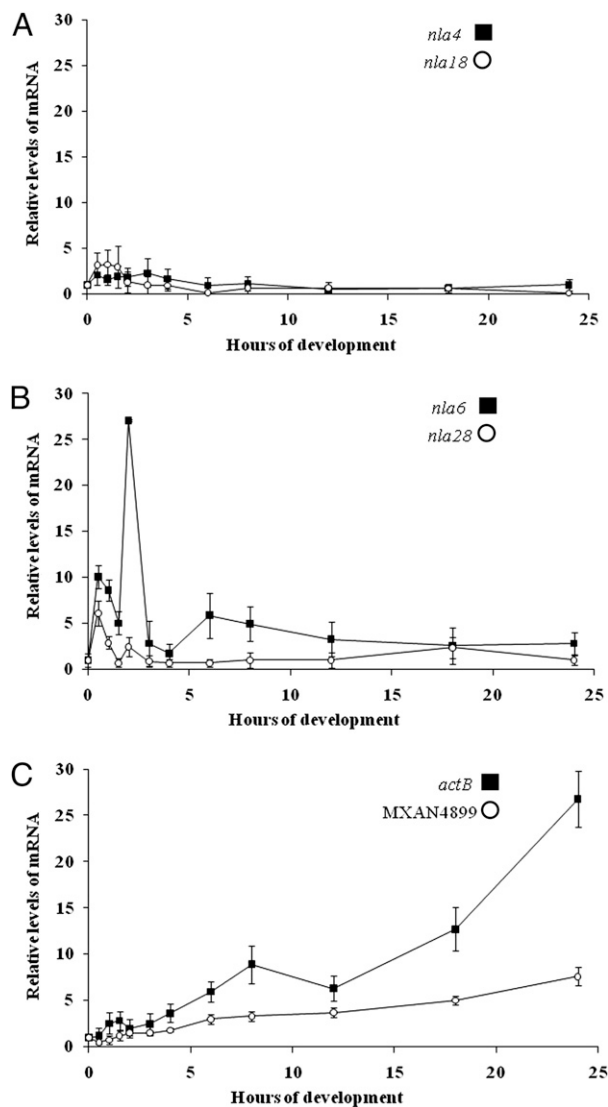 A
30
nla4
nla18
25
20
15
10
5
0
Relative levels of mRNA
0 5 10 15 20 25
Hours of development
B
30
nla6
nla28
25
20
15
10
5
0
Relative levels of mRNA
0 5 10 15 20 25
Hours of development
C
30
actB
MXAN4899
25
20
15
10
5
0
Relative levels of mRNA
0 5 10 15 20 25
Hours of development